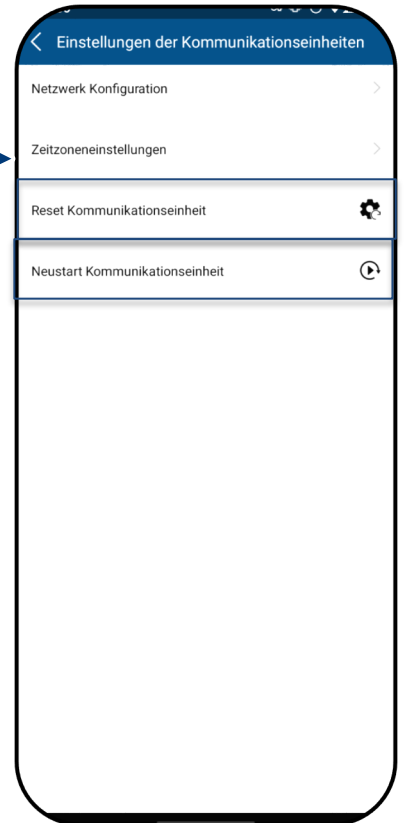 Einstellungen der Kommunikationseinheiten
Netzwerk Konfiguration
Zeitzoneneinstellungen
Reset Kommunikationseinheit
Neustart Kommunikationseinheit